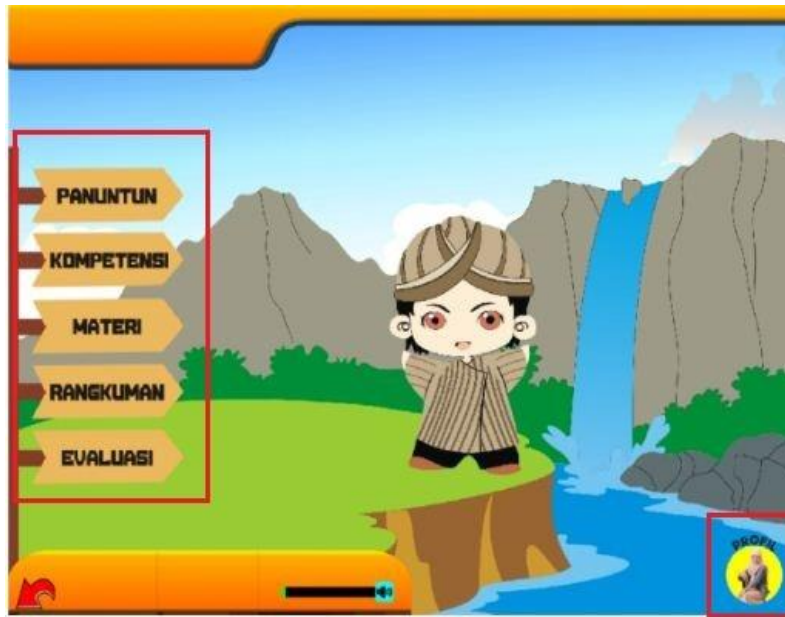 PANUNTUN
KOMPETENSI
MATERI
RANGKUMAN
EVALUASI
PROFIL